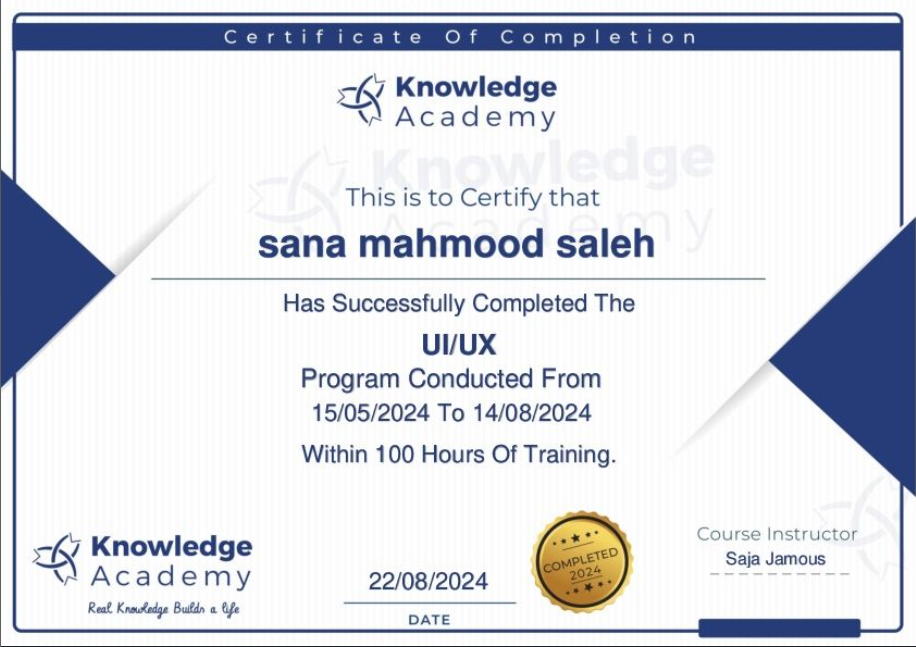 Certificate Of Completion
Knowledge
Academy
Knowledge
Academy
This is to Certify that
sana mahmood saleh
Has Successfully Completed The
UI/UX
Program Conducted From
15/05/2024 To 14/08/2024
Within 100 Hours Of Training.
Knowledge
Academy
Real Knowledge Builds a life
22/08/2024
DATE
COMPLETED
2024
Course Instructor
Saja Jamous